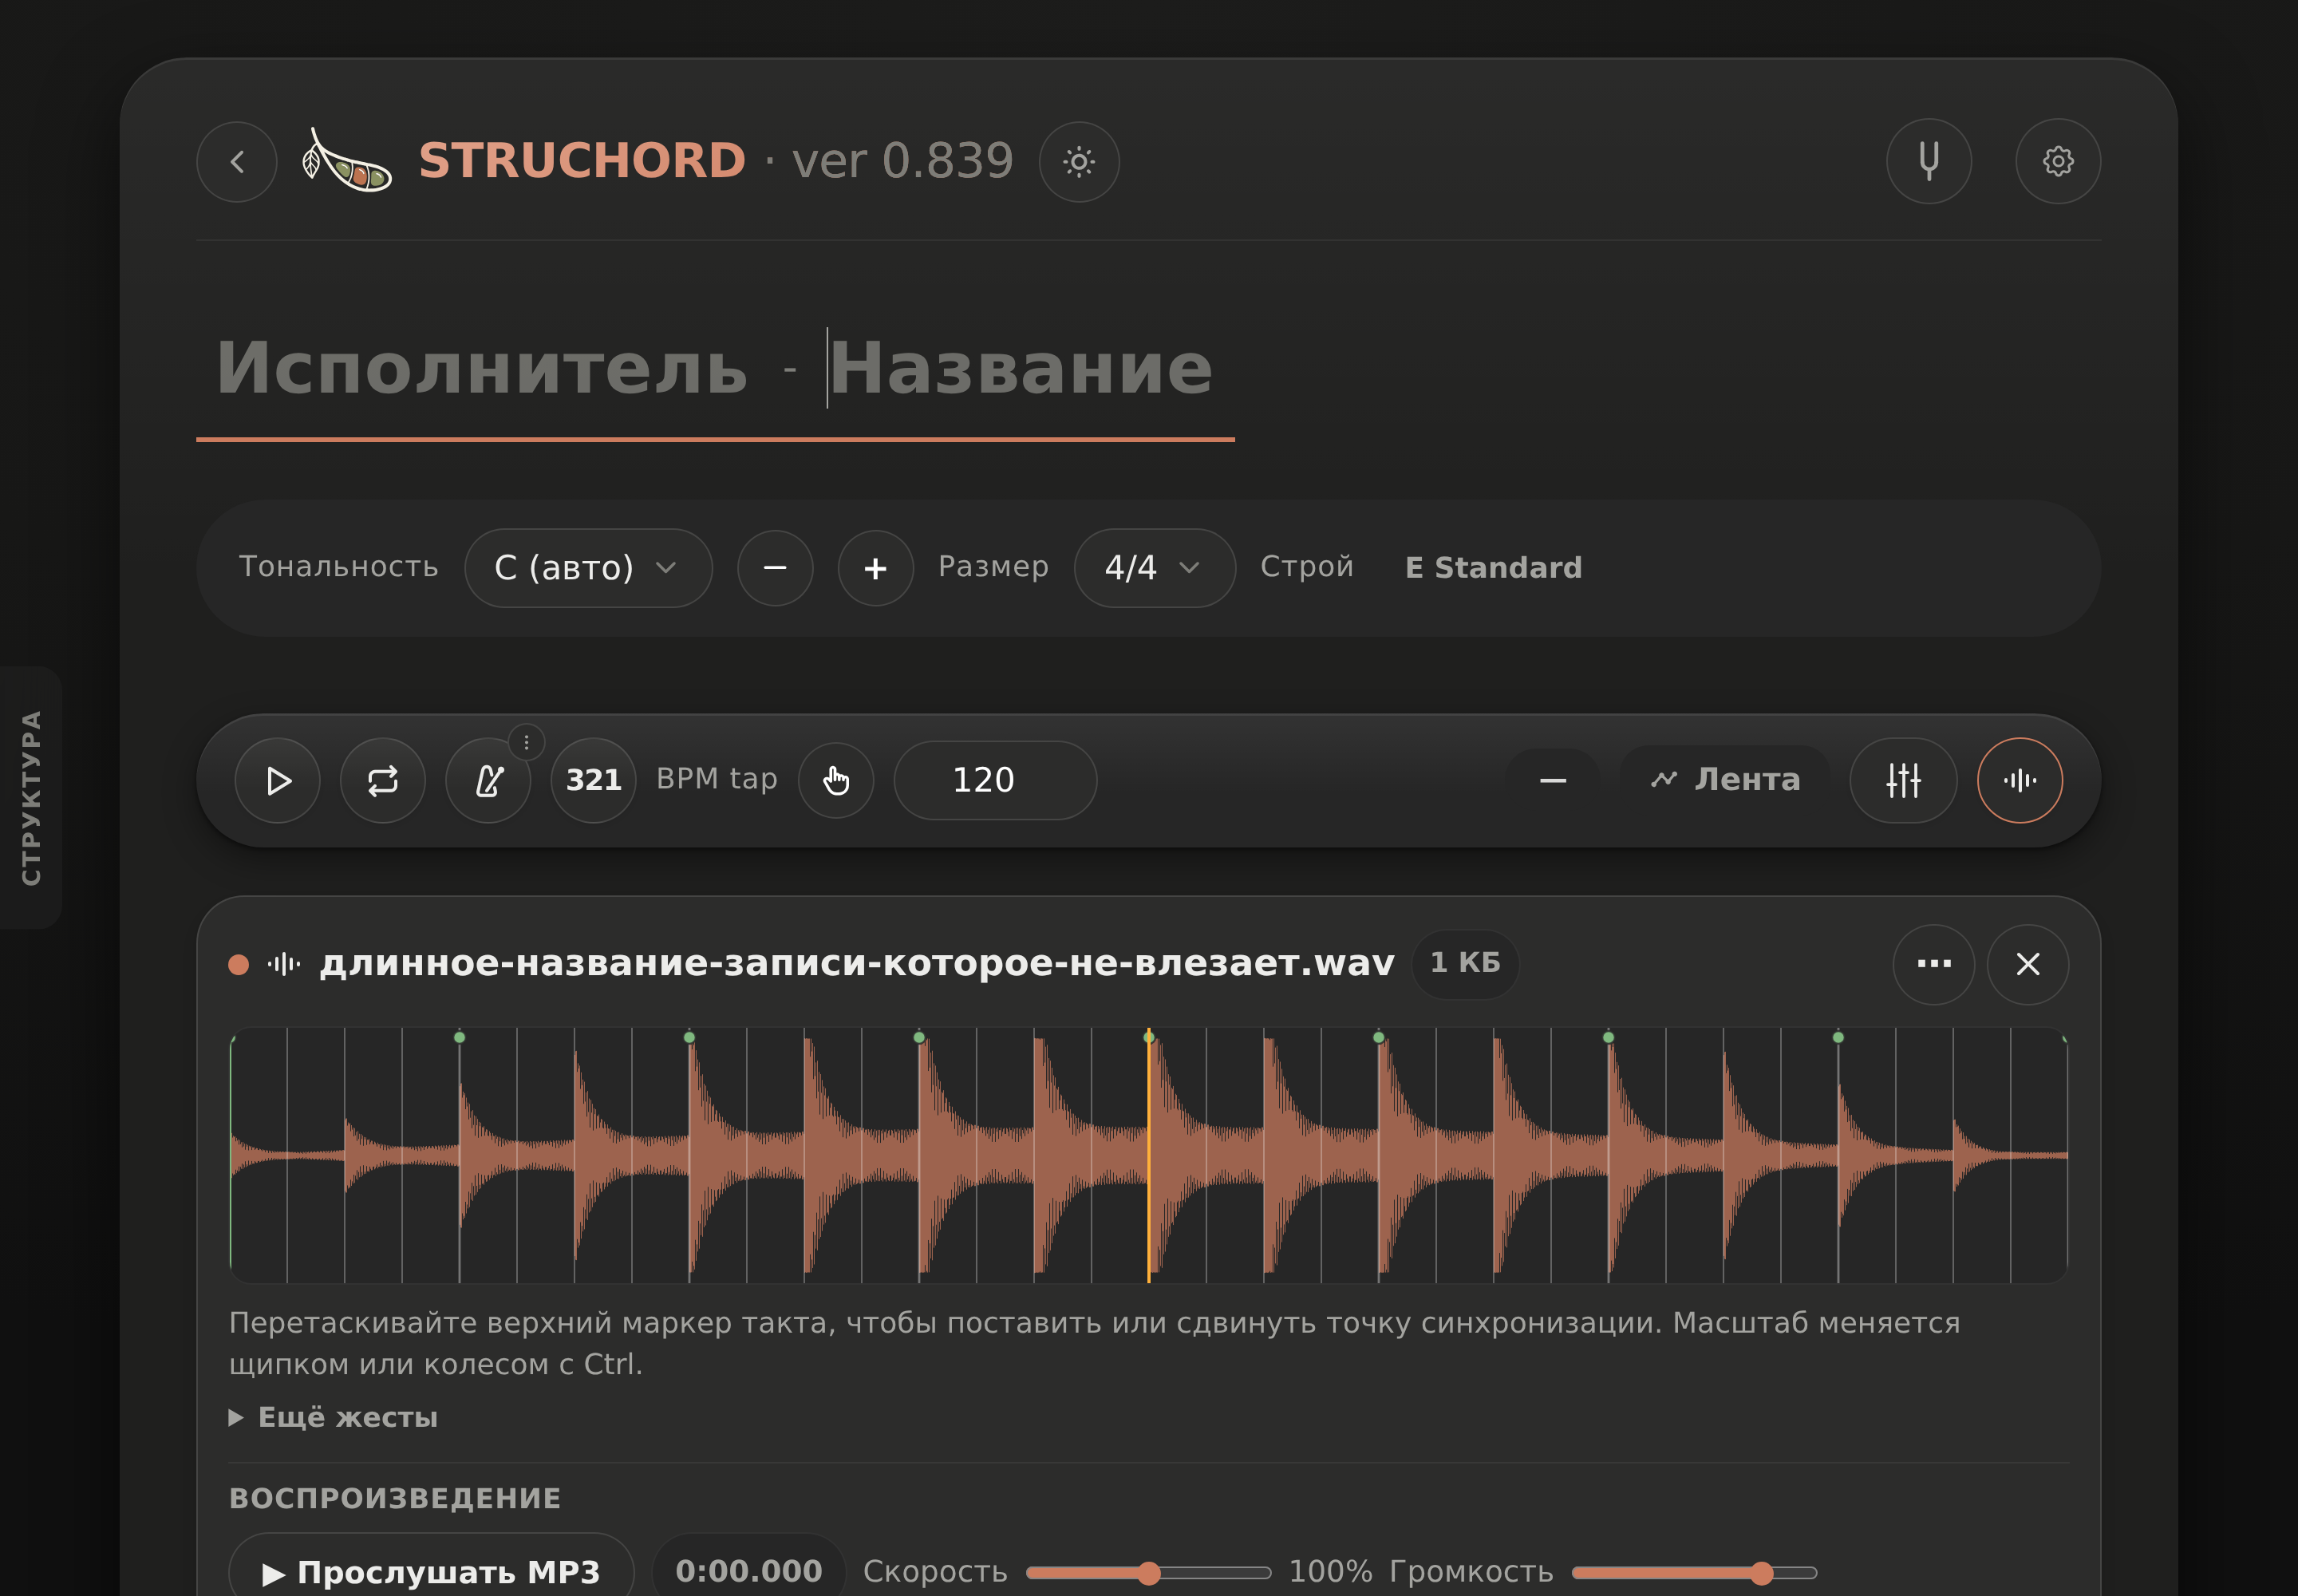 STRUCHORD · ver 0.839
Исполнитель - Название
Тональность C (авто) − + Размер 4/4 Строй E Standard
СТРУКТУРА
321 BPM tap 120 − Лента
длинное-название-записи-которое-не-влезает.wav 1 КБ ⋯ ×
Перетаскивайте верхний маркер такта, чтобы поставить или сдвинуть точку синхронизации. Масштаб меняется
щипком или колесом с Ctrl.
▶ Ещё жесты
ВОСПРОИЗВЕДЕНИЕ
▶ Прослушать MP3 0:00.000 Скорость 100% Громкость